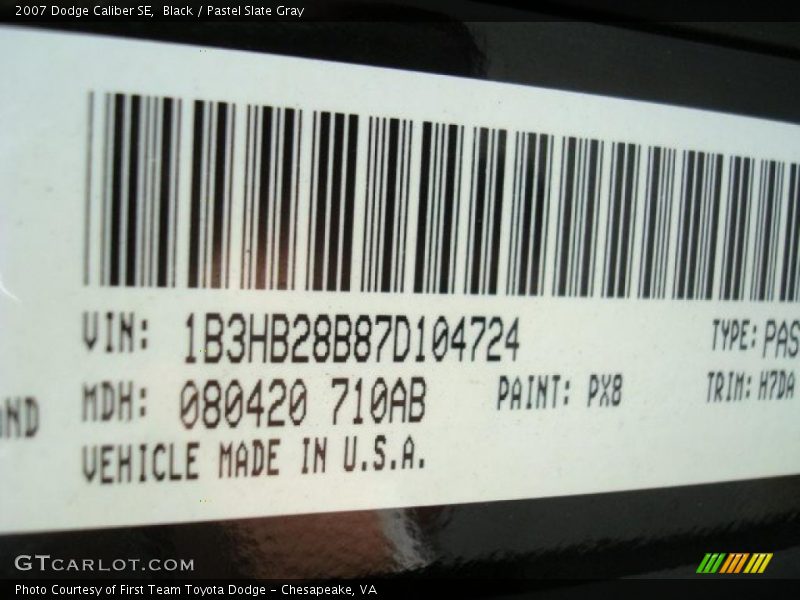 2007 Dodge Caliber SE,  Black / Pastel Slate Gray
VIN: 1B3HB28B87D104724 TYPE: PAS
MDH: 080420 710AB PAINT: PX8 TRIM: H7DA
VEHICLE MADE IN U.S.A.
GTCARLOT.COM
Photo Courtesy of First Team Toyota Dodge - Chesapeake, VA